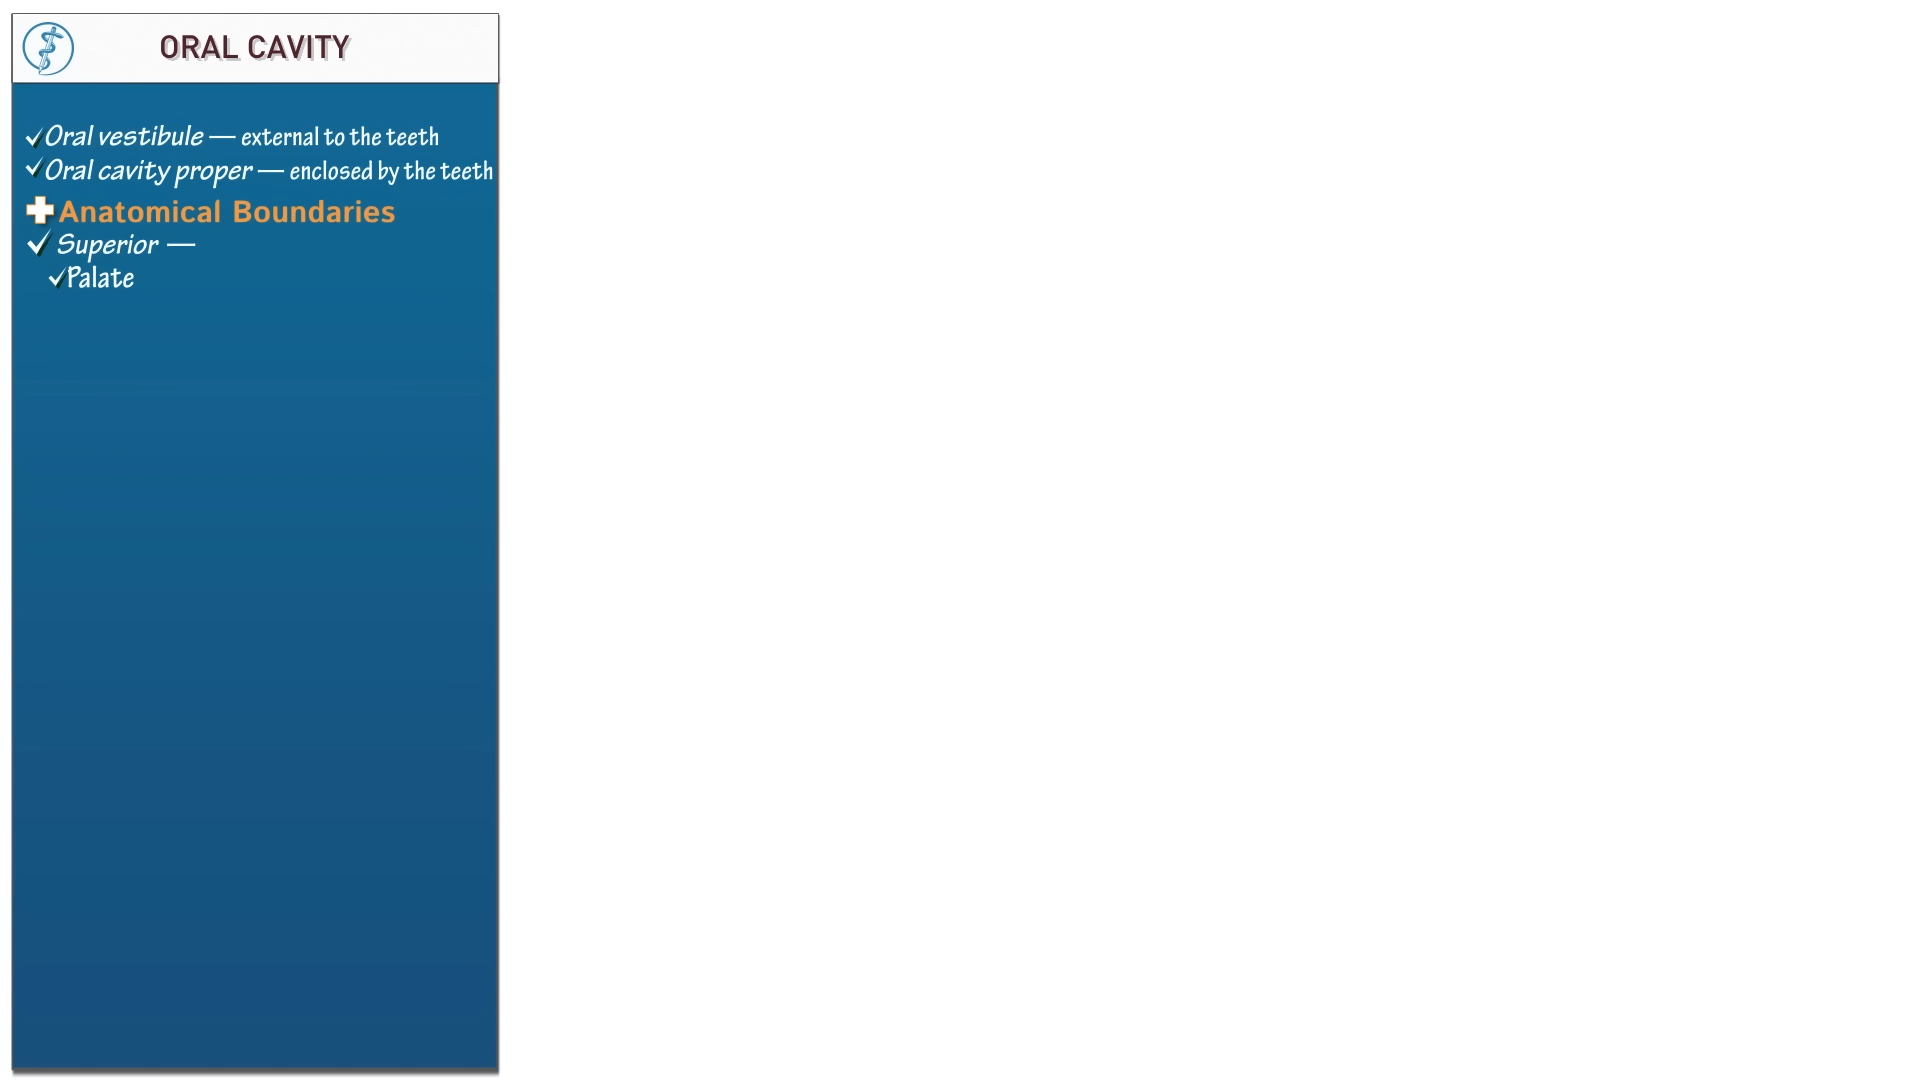 ORAL CAVITY
Oral vestibule — external to the teeth
Oral cavity proper — enclosed by the teeth
Anatomical Boundaries
Superior —
Palate